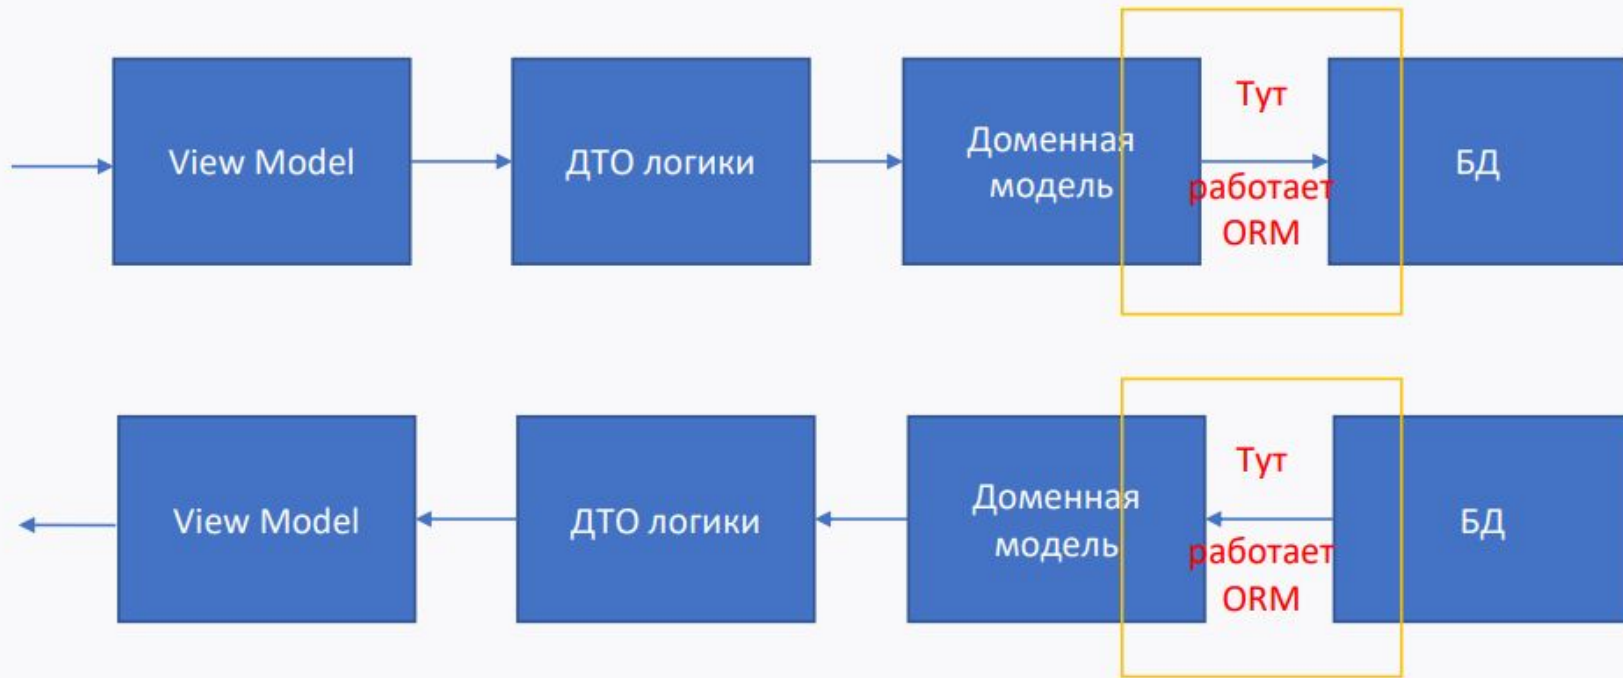 View Model
ДТО логики
Доменная
модель
Тут
работает
ORM
БД
View Model
ДТО логики
Доменная
модель
Тут
работает
ORM
БД